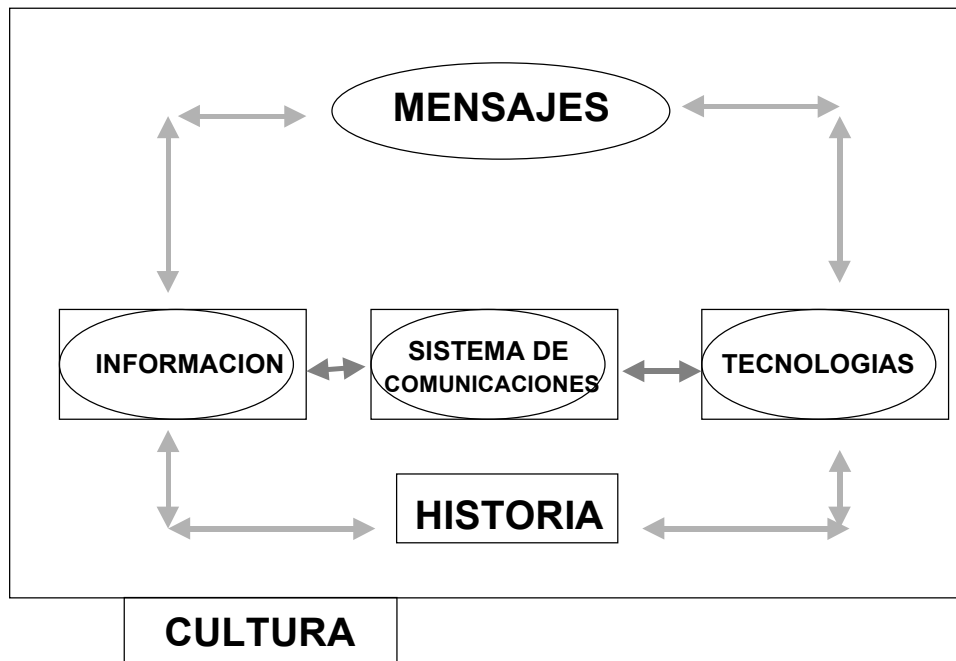 MENSAJES
INFORMACION
SISTEMA DE
COMUNICACIONES
TECNOLOGIAS
HISTORIA
CULTURA